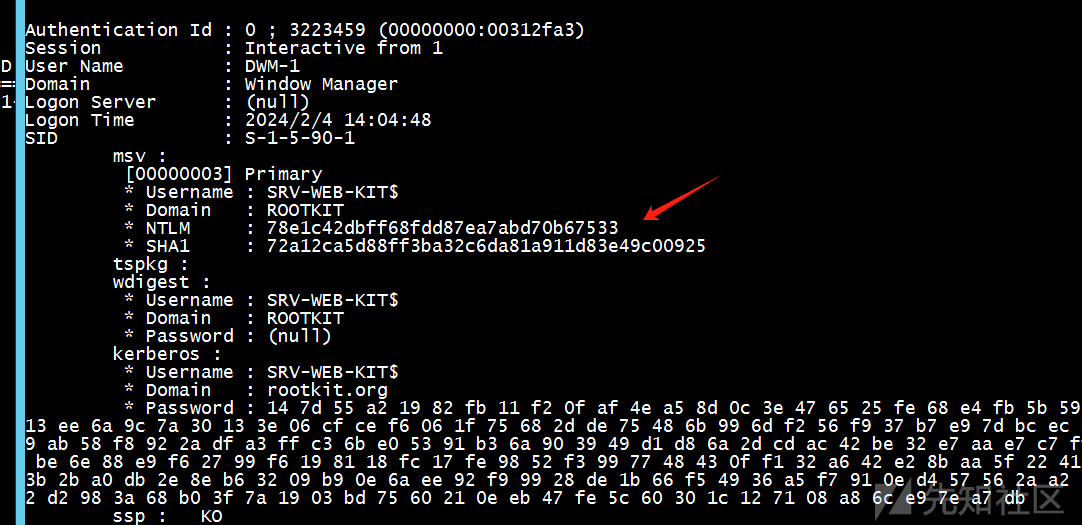 Authentication Id : 0 ; 3223459 (00000000:00312fa3)
Session : Interactive from 1
D User Name : DWM-1
== Domain : Window Manager
1 Logon Server : (null)
Logon Time : 2024/2/4 14:04:48
SID : S-1-5-90-1
msv :
[00000003] Primary
* Username : SRV-WEB-KIT$
* Domain : ROOTKIT
* NTLM : 78e1c42dbff68fdd87ea7abd70b67533
* SHA1 : 72a12ca5d88ff3ba32c6da81a911d83e49c00925
tspkg :
wdigest :
* Username : SRV-WEB-KIT$
* Domain : ROOTKIT
* Password : (null)
kerberos :
* Username : SRV-WEB-KIT$
* Domain : rootkit.org
* Password : 14 7d 55 a2 19 82 fb 11 f2 0f af 4e a5 8d 0c 3e 47 65 25 fe 68 e4 fb 5b 59
13 ee 6a 9c 7a 30 13 3e 06 cf ce f6 06 1f 75 68 2d de 75 48 6b 99 6d f2 56 f9 37 b7 e9 7d bc ec
9 ab 58 f8 92 2a df a3 ff c3 6b e0 53 91 b3 6a 90 39 49 d1 d8 6a 2d cd ac 42 be 32 e7 aa e7 c7 f
be 6e 88 e9 f6 27 99 f6 19 81 18 fc 17 fe 98 52 f3 99 77 48 43 0f f1 32 a6 42 e2 8b aa 5f 22 41
3b 2b a0 db 2e 8e b6 32 09 b9 0e 6a ee 92 f9 99 28 de 1b 66 f5 49 36 a5 f7 91 0e d4 57 56 2a a2
2 d2 98 3a 68 b0 3f 7a 19 03 bd 75 60 21 0e eb 47 fe 5c 60 30 1c 12 71 08 a8 6c e9 7e a7 db
ssp : KO
先知社区